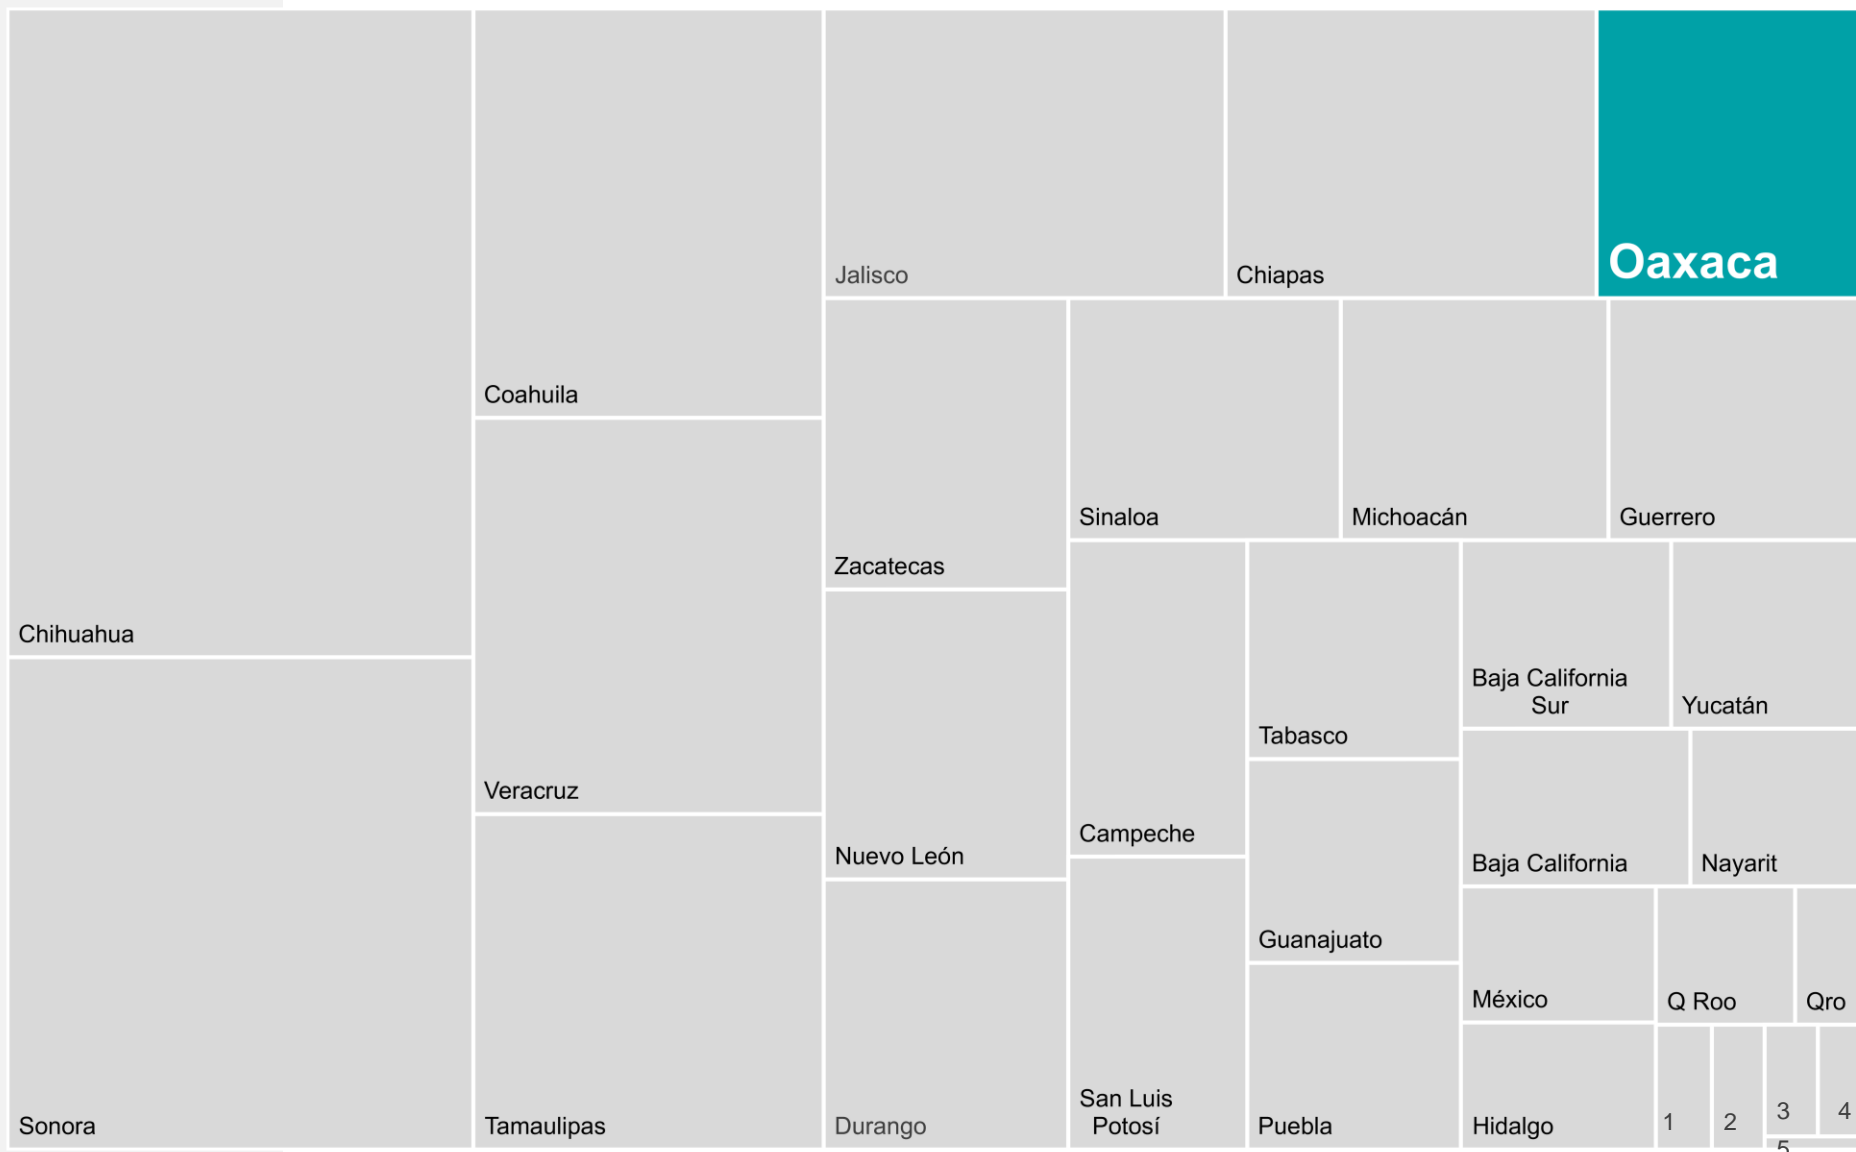 Jalisco
Chiapas
Oaxaca
Coahuila
Sinaloa
Michoacán
Guerrero
Zacatecas
Chihuahua
Baja California
Sur
Yucatán
Tabasco
Veracruz
Campeche
Nuevo León
Baja California
Nayarit
Guanajuato
México
Q Roo
Qro
Sonora
Tamaulipas
Durango
San Luis
Potosí
Puebla
Hidalgo
1
2
3
4
5